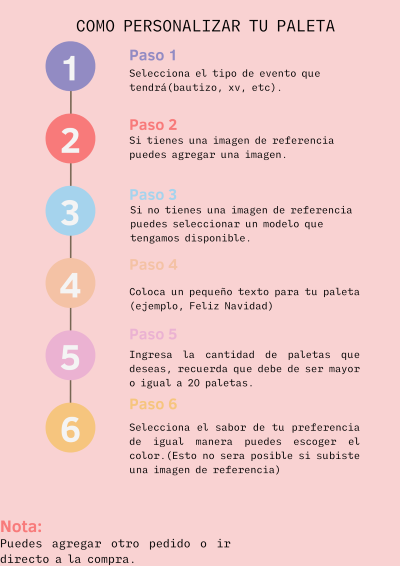 COMO PERSONALIZAR TU PALETA
1
Paso 1
Selecciona el tipo de evento que
tendrá(bautizo, xv, etc).
2
Paso 2
Si tienes una imagen de referencia
puedes agregar una imagen.
3
Paso 3
Si no tienes una imagen de referencia
puedes seleccionar un modelo que
tengamos disponible.
4
Paso 4
Coloca un pequeño texto para tu paleta
(ejemplo, Feliz Navidad)
5
Paso 5
Ingresa la cantidad de paletas que
deseas, recuerda que debe de ser mayor
o igual a 20 paletas.
6
Paso 6
Selecciona el sabor de tu preferencia
de igual manera puedes escoger el
color.(Esto no sera posible si subiste
una imagen de referencia)
Nota:
Puedes agregar otro pedido o ir
directo a la compra.